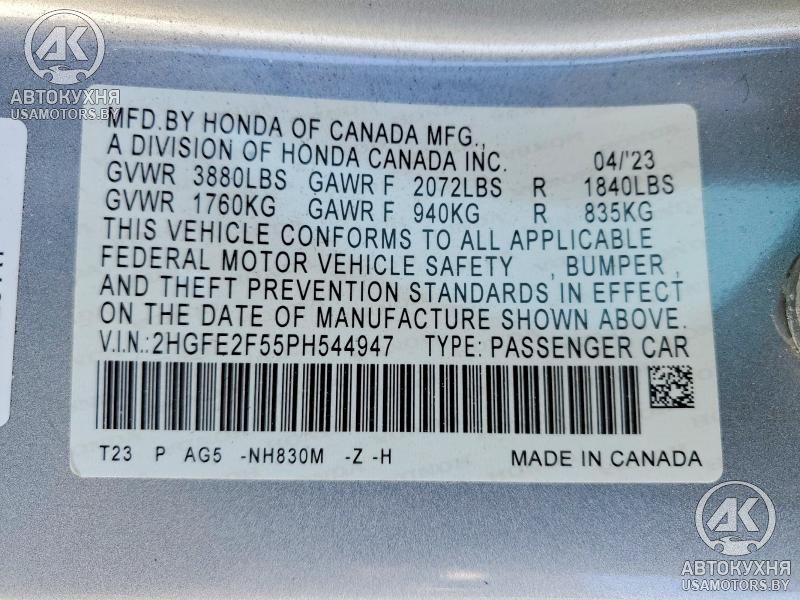 AK
АВТОКУХНЯ
USAMOTORS.BY
MFD.BY HONDA OF CANADA MFG.,
A DIVISION OF HONDA CANADA INC. 04/'23
GVWR 3880LBS GAWR F 2072LBS R 1840LBS
GVWR 1760KG GAWR F 940KG R 835KG
THIS VEHICLE CONFORMS TO ALL APPLICABLE
FEDERAL MOTOR VEHICLE SAFETY , BUMPER ,
AND THEFT PREVENTION STANDARDS IN EFFECT
ON THE DATE OF MANUFACTURE SHOWN ABOVE.
V.I.N.:2HGFE2F55PH544947 TYPE: PASSENGER CAR
T23 P AG5 -NH830M -Z -H MADE IN CANADA
AK
АВТОКУХНЯ
USAMOTORS.BY